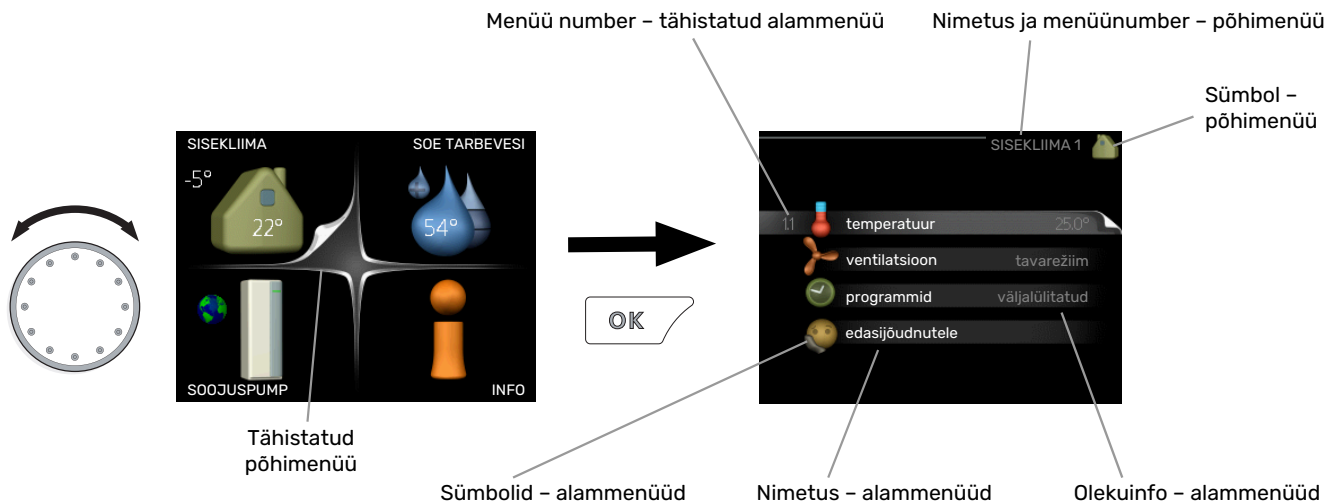 Menüü number – tähistatud alammenüü
Nimetus ja menüünumber – põhimenüü
Sümbol –
põhimenüü
SISEKLIIMA
SOE TARBEVESI
-5°
22°
54°
SOOJUSPUMP
INFO
OK
SISEKLIIMA 1
1.1 temperatuur 25.0°
ventilatsioon tavarežiim
programmid väljalülitatud
edasijõudnutele
Tähistatud
põhimenüü
Sümbolid – alammenüüd
Nimetus – alammenüüd
Olekuinfo – alammenüüd